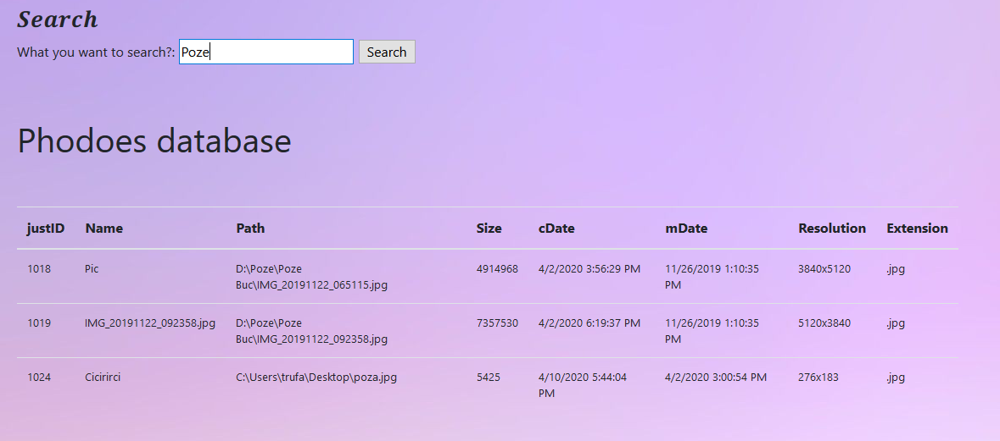 Search
What you want to search?: Poze Search
Phodoes database
justID Name Path Size cDate mDate Resolution Extension
1018 Pic D:\Poze\Poze 4914968 4/2/2020 3:56:29 PM 11/26/2019 1:10:35 3840x5120 .jpg
Buc\IMG_20191122_065115.jpg PM
1019 IMG_20191122_092358.jpg D:\Poze\Poze 7357530 4/2/2020 6:19:37 PM 11/26/2019 1:10:35 5120x3840 .jpg
Buc\IMG_20191122_092358.jpg PM
1024 Cicirirci C:\Users\trufa\Desktop\poza.jpg 5425 4/10/2020 5:44:04 4/2/2020 3:00:54 PM 276x183 .jpg
PM